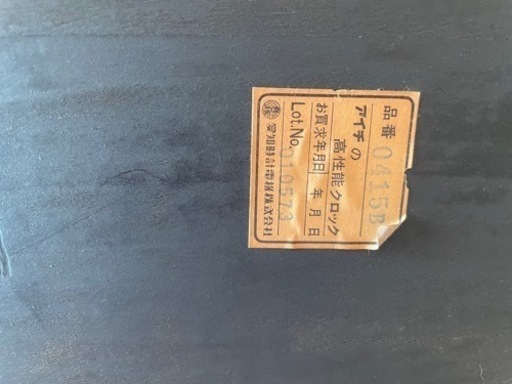 品番 0415B
アイチの
高性能クロック
お買求年月日 年 月 日
Lot.No. 010573
愛知時計電機株式会社